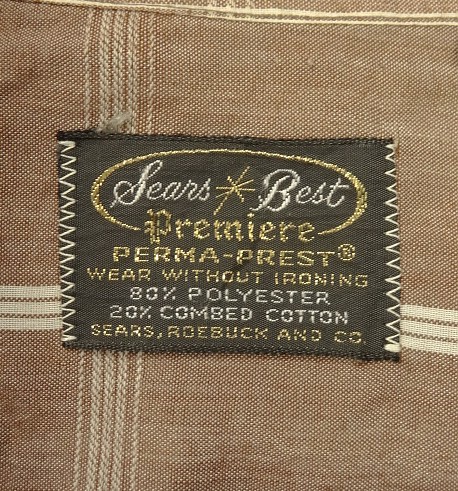 Sears Best
Premiere
PERMA-PREST®
WEAR WITHOUT IRONING
80% POLYESTER
20% COMBED COTTON
SEARS, ROEBUCK AND CO.